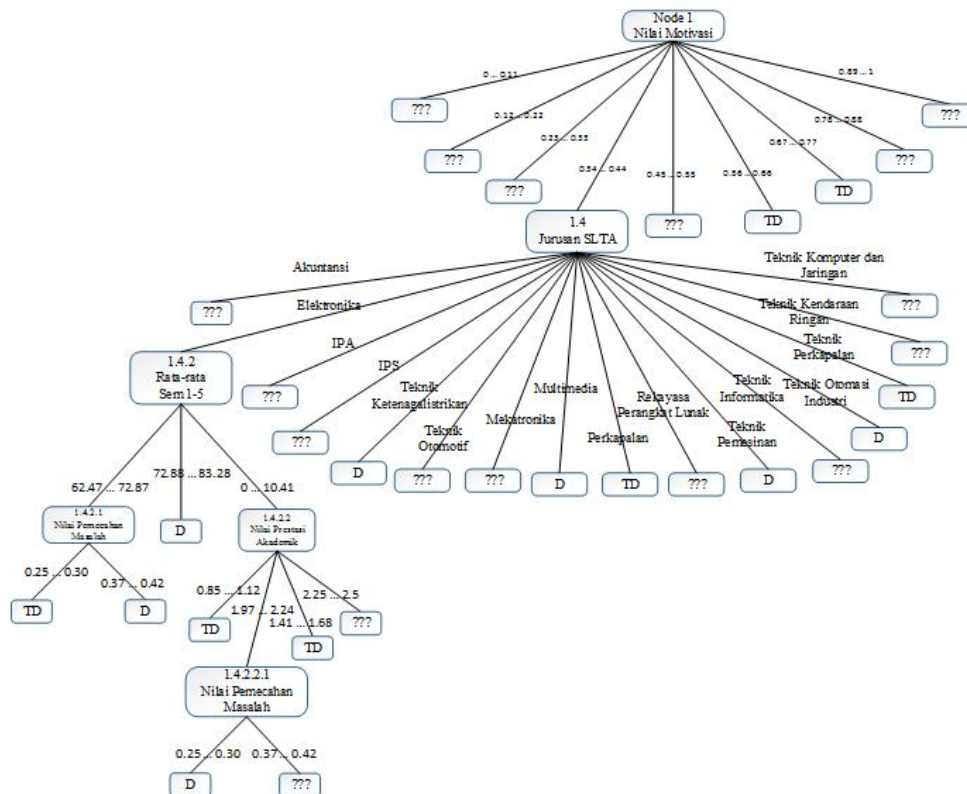 Node 1
Nilai Motivasi
0 ... 0.11
0.89 ... 1
???
???
0.12 ... 0.22
0.78 ... 0.88
0.67 ... 0.77
???
???
0.34 ... 0.44
0.45 ... 0.55
0.56 ... 0.66
???
TD
1.4
Jurusan SLTA
???
TD
Akuntansi
Teknik Komputer dan
Jaringan
???
???
Elektronika
Teknik Kendaraan
Ringan
IPA
Teknik
Perkapalan
???
1.4.2
Rata-rata
Sem 1-5
IPS
???
Teknik
Ketenagalistrikan
Multimedia
Rekayasa
Perangkat Lunak
Teknik
Informatika
Teknik Otomasi
Industri
TD
Teknik
Otomotif
Mekatronika
Perkapalan
Teknik
Pemesinan
???
D
D
???
???
D
TD
???
D
???
62.47 ... 72.87
72.88 ... 83.28
0 ... 10.41
1.4.2.1
Nilai Pemecahan
Masalah
D
1.4.2.2
Nilai Prestasi
Akademik
0.25 ... 0.30
0.37 ... 0.42
0.85 ... 1.12
2.25 ... 2.5
TD
D
1.97 ... 2.24
1.41 ... 1.68
TD
TD
???
1.4.2.2.1
Nilai Pemecahan
Masalah
0.25 ... 0.30
0.37 ... 0.42
D
???